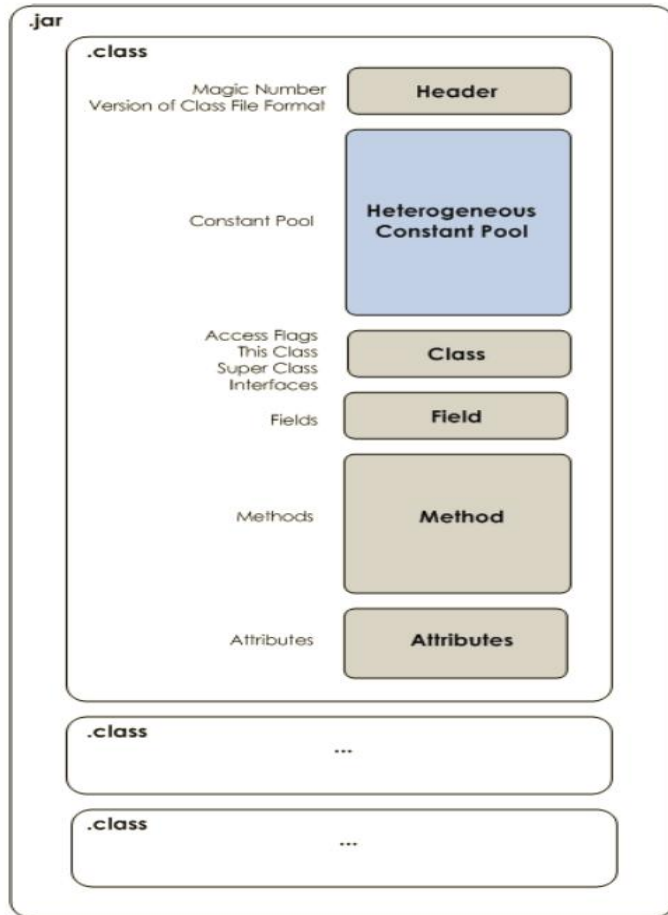 .jar
.class
Magic Number
Version of Class File Format
Header
Constant Pool
Heterogeneous
Constant Pool
Access Flags
This Class
Super Class
Interfaces
Class
Fields
Field
Methods
Method
Attributes
Attributes
.class
...
.class
...